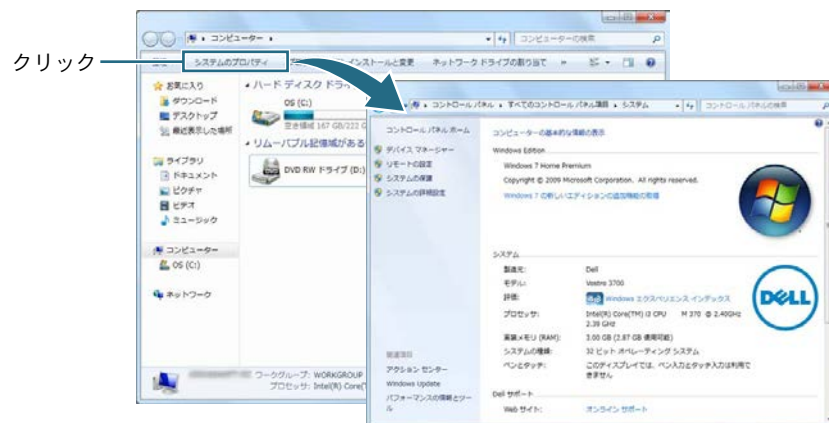 クリック
コンピューター
コンピューターの検索
システムのプロパティ
インストールと変更
ネットワーク ドライブの割り当て
»
お気に入り
ダウンロード
デスクトップ
最近表示した場所
ライブラリ
ドキュメント
ピクチャ
ビデオ
ミュージック
コンピューター
OS (C:)
ネットワーク
ハード ディスク ドラ
OS (C:)
空き領域 167 GB/222 G
リムーバブル記憶域がある
DVD RW ドライブ (D:)
ワークグループ: WORKGROUP
プロセッサ: Intel(R) Core(T
コントロール パネル
すべてのコントロール パネル項目
システム
コントロール パネルの検索
コントロール パネル ホーム
デバイス マネージャー
リモートの設定
システムの保護
システムの詳細設定
関連項目
アクション センター
Windows Update
パフォーマンスの情報とツー
ル
コンピューターの基本的な情報の表示
Windows Edition
Windows 7 Home Premium
Copyright © 2009 Microsoft Corporation. All rights reserved.
Windows 7 の新しいエディションの追加機能の取得
システム
製造元: Dell
モデル: Vostro 3700
評価: Windows エクスペリエンス インデックス
プロセッサ: Intel(R) Core(TM) i3 CPU M 370 @ 2.40GHz
2.39 GHz
実装メモリ (RAM): 3.00 GB (2.87 GB 使用可能)
システムの種類: 32 ビット オペレーティング システム
ペンとタッチ: このディスプレイでは、ペン入力とタッチ入力は利用で
きません
DELL
Dell サポート
Web サイト: オンライン サポート